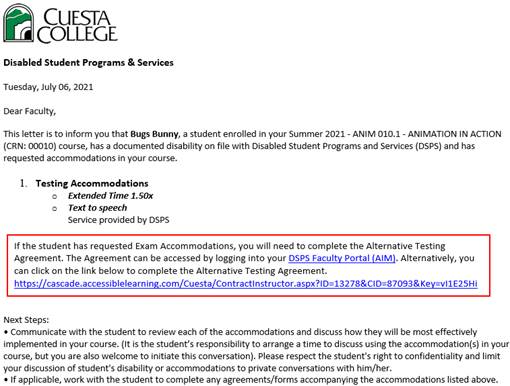 CUESTA
COLLEGE
Disabled Student Programs & Services
Tuesday, July 06, 2021
Dear Faculty,
This letter is to inform you that Bugs Bunny, a student enrolled in your Summer 2021 - ANIM 010.1 - ANIMATION IN ACTION
(CRN: 00010) course, has a documented disability on file with Disabled Student Programs and Services (DSPS) and has
requested accommodations in your course.
1. Testing Accommodations
o Extended Time 1.50x
o Text to speech
Service provided by DSPS
If the student has requested Exam Accommodations, you will need to complete the Alternative Testing
Agreement. The Agreement can be accessed by logging into your DSPS Faculty Portal (AIM). Alternatively, you
can click on the link below to complete the Alternative Testing Agreement.
https://cascade.accessiblelearning.com/Cuesta/ContractInstructor.aspx?ID=13278&CID=87093&Key=vI1E25Hi
Next Steps:
• Communicate with the student to review each of the accommodations and discuss how they will be most effectively
implemented in your course. (It is the student's responsibility to arrange a time to discuss using the accommodation(s) in your
course, but you are also welcome to initiate this conversation). Please respect the student's right to confidentiality and limit
your discussion of student's disability or accommodations to private conversations with him/her.
• If applicable, work with the student to complete any agreements/forms accompanying the accommodations listed above.